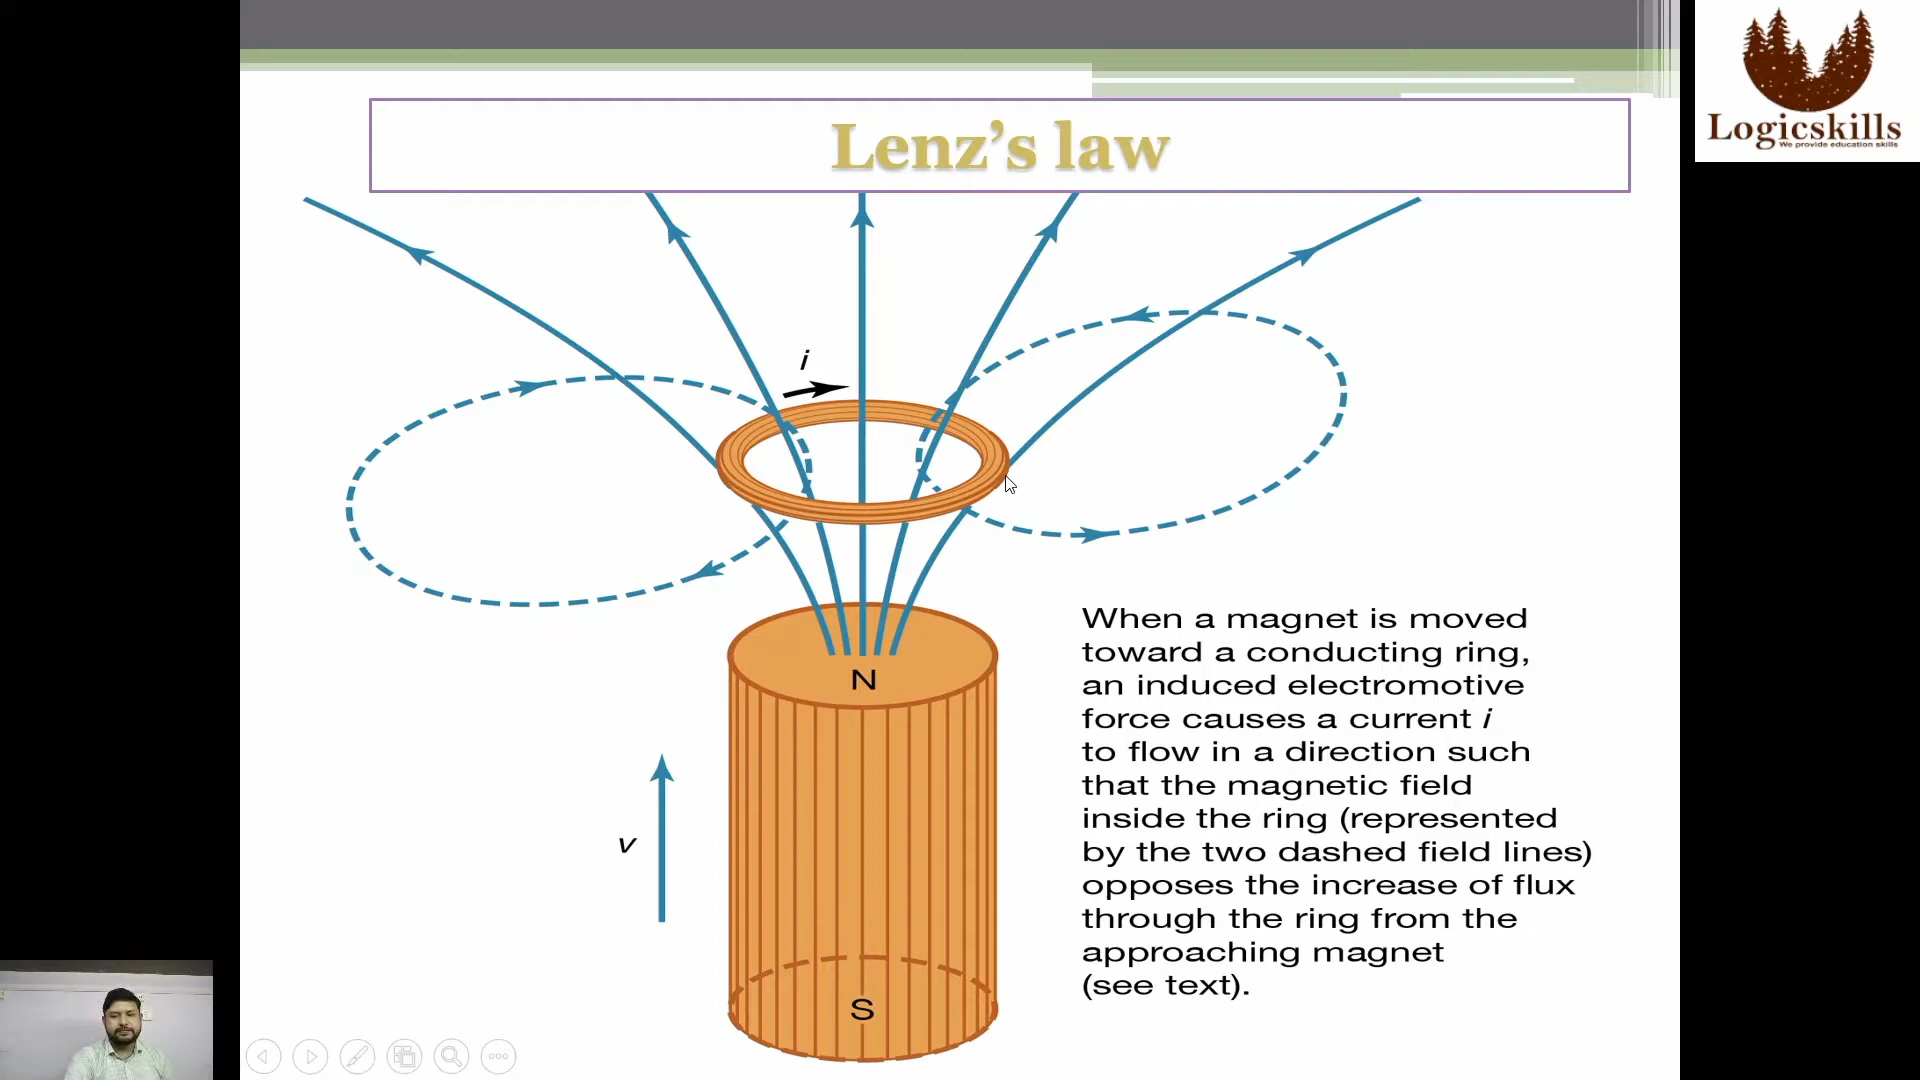 Lenz’s law
Logicskills
We provide education skills
i
N
When a magnet is moved
toward a conducting ring,
an induced electromotive
force causes a current i
to flow in a direction such
that the magnetic field
inside the ring (represented
by the two dashed field lines)
opposes the increase of flux
through the ring from the
approaching magnet
(see text).
v
S